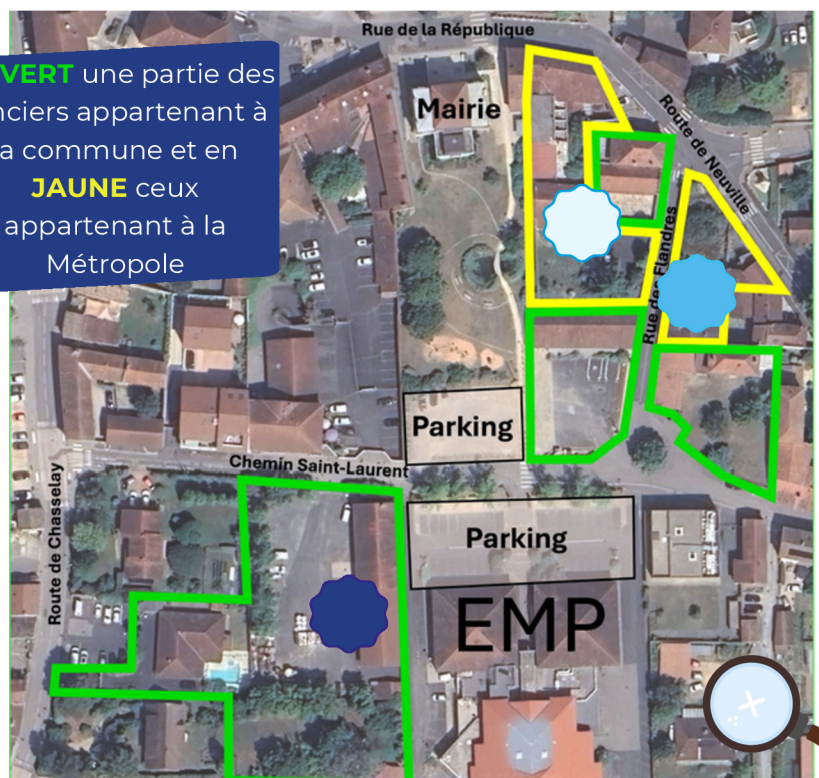 Rue de la République
VERT une partie des
appartenant à
commune et en
JAUNE ceux
appartenant à la
Métropole
Mairie
Route de Neuville
Rue des Flandres
Parking
Chemin Saint-Laurent
Route de Chasselay
Parking
EMP